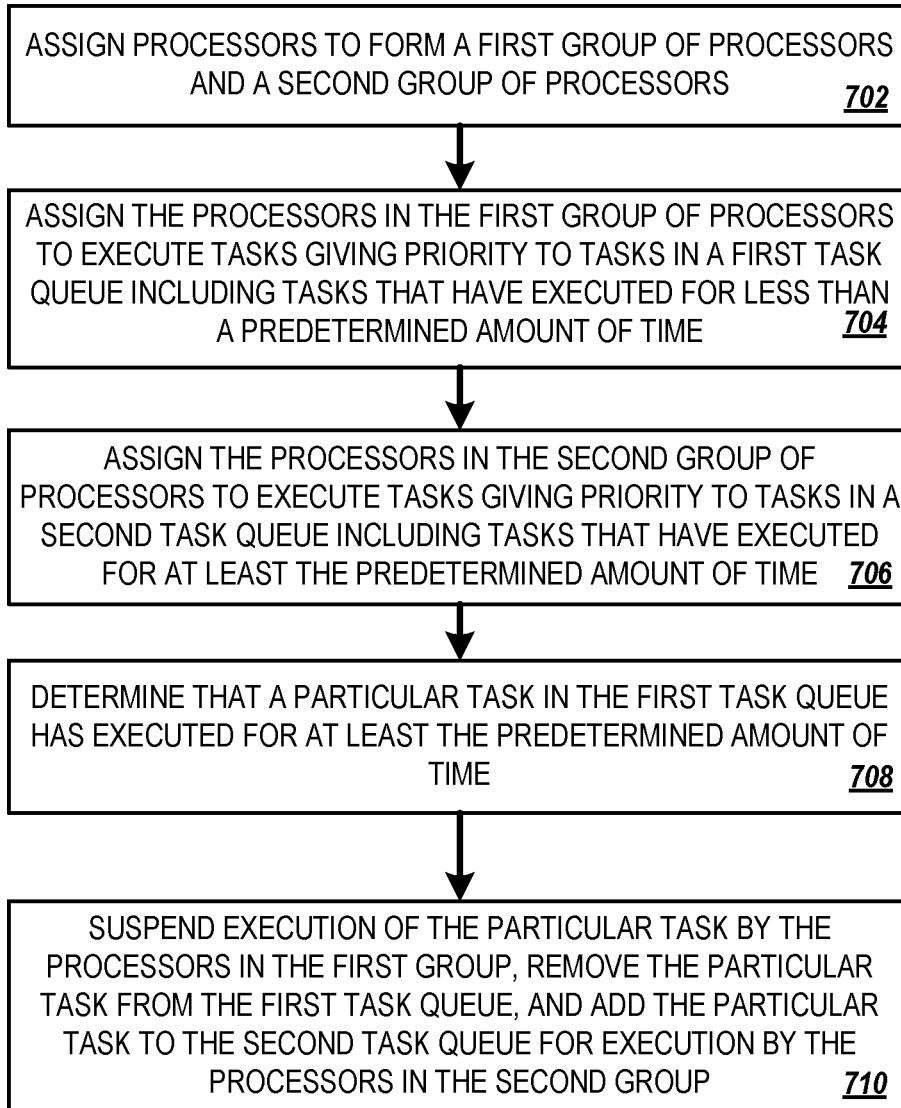 ASSIGN PROCESSORS TO FORM A FIRST GROUP OF PROCESSORS
AND A SECOND GROUP OF PROCESSORS
702
ASSIGN THE PROCESSORS IN THE FIRST GROUP OF PROCESSORS
TO EXECUTE TASKS GIVING PRIORITY TO TASKS IN A FIRST TASK
QUEUE INCLUDING TASKS THAT HAVE EXECUTED FOR LESS THAN
A PREDETERMINED AMOUNT OF TIME
704
ASSIGN THE PROCESSORS IN THE SECOND GROUP OF
PROCESSORS TO EXECUTE TASKS GIVING PRIORITY TO TASKS IN A
SECOND TASK QUEUE INCLUDING TASKS THAT HAVE EXECUTED
FOR AT LEAST THE PREDETERMINED AMOUNT OF TIME 706
DETERMINE THAT A PARTICULAR TASK IN THE FIRST TASK QUEUE
HAS EXECUTED FOR AT LEAST THE PREDETERMINED AMOUNT OF
TIME 708
SUSPEND EXECUTION OF THE PARTICULAR TASK BY THE
PROCESSORS IN THE FIRST GROUP, REMOVE THE PARTICULAR
TASK FROM THE FIRST TASK QUEUE, AND ADD THE PARTICULAR
TASK TO THE SECOND TASK QUEUE FOR EXECUTION BY THE
PROCESSORS IN THE SECOND GROUP 710